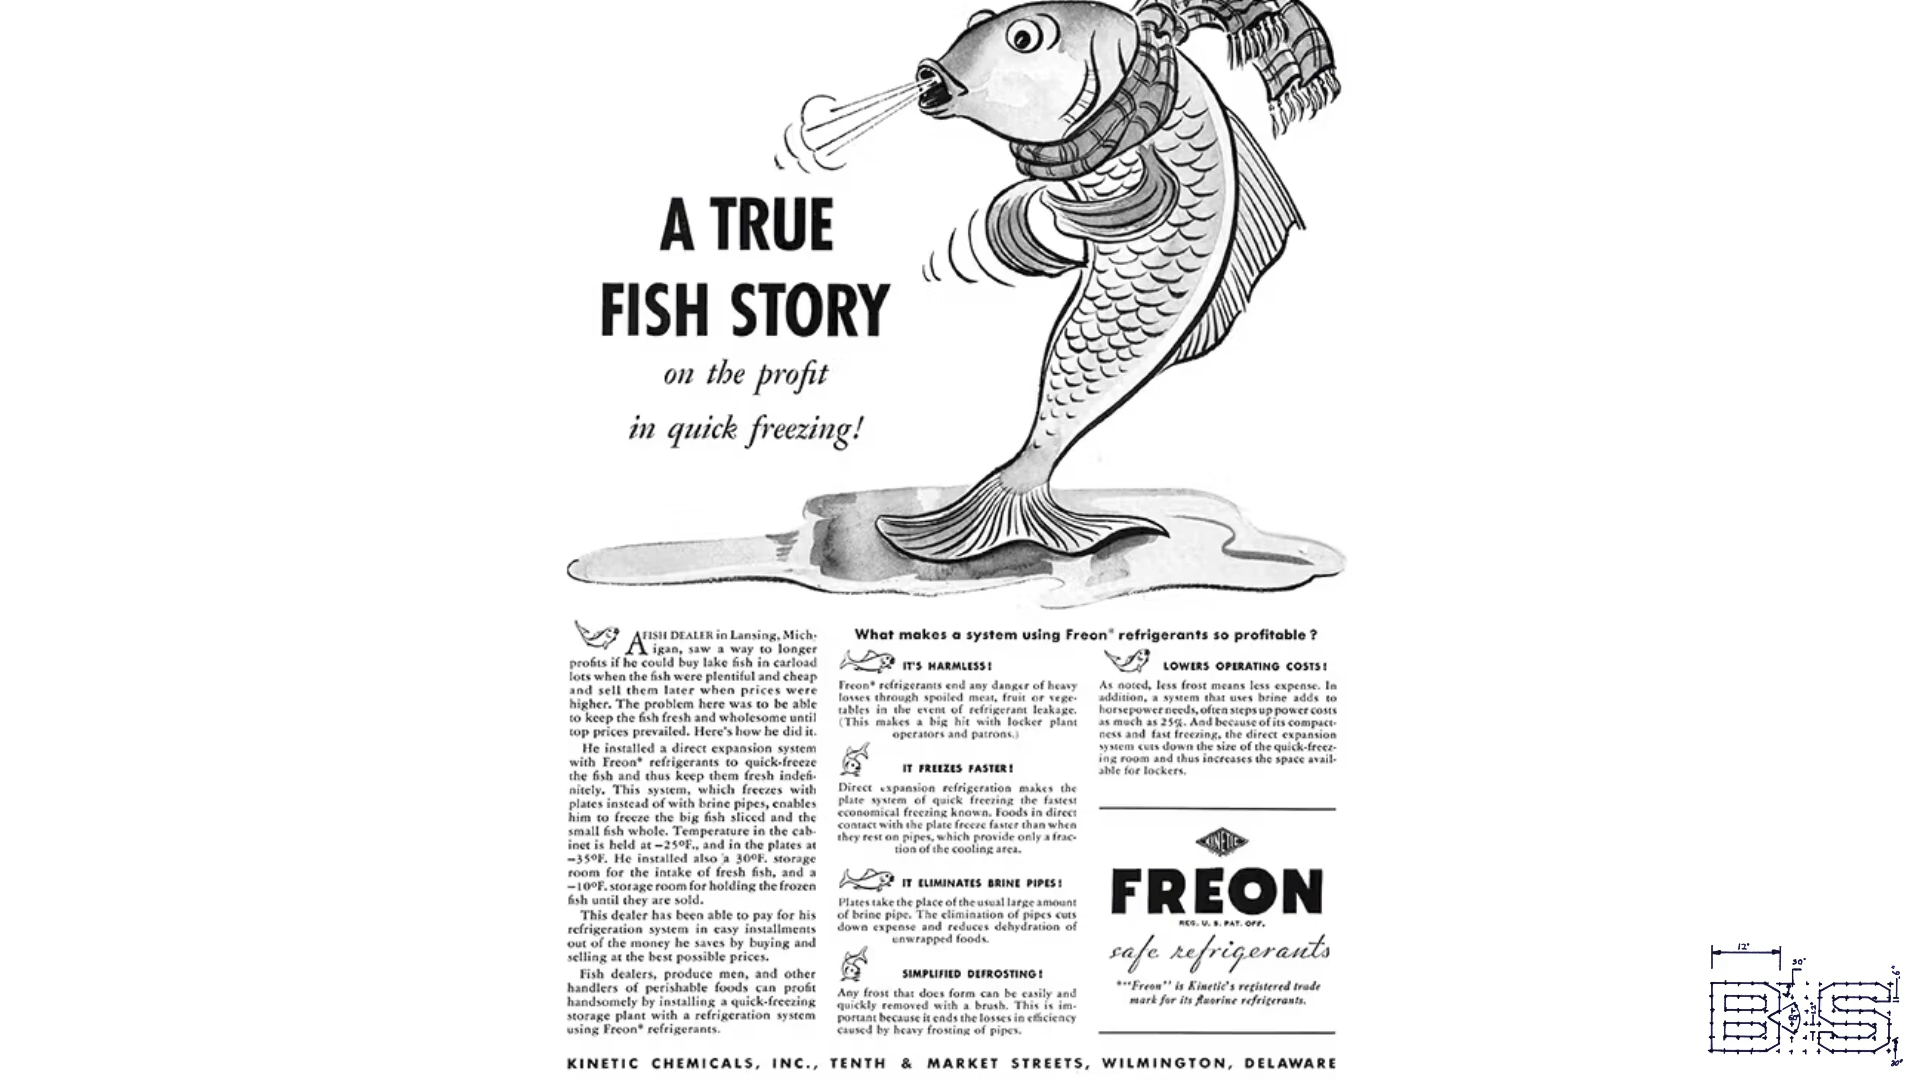 A TRUE
FISH STORY
on the profit
in quick freezing!
A FISH DEALER in Lansing, Mich-
igan, saw a way to longer
profits if he could buy lake fish in carload
lots when the fish were plentiful and cheap
and sell them later when prices were
higher. The problem here was to be able
to keep the fish fresh and wholesome until
top prices prevailed. Here's how he did it.
He installed a direct expansion system
with Freon* refrigerants to quick-freeze
the fish and thus keep them fresh indefi-
nitely. This system, which freezes with
plates instead of with brine pipes, enables
him to freeze the big fish sliced and the
small fish whole. Temperature in the cab-
inet is held at —25°F., and in the plates at
—35°F. He installed also a 30°F. storage
room for the intake of fresh fish, and a
—10°F. storage room for holding the frozen
fish until they are sold.
This dealer has been able to pay for his
refrigeration system in easy installments
out of the money he saves by buying and
selling at the best possible prices.
Fish dealers, produce men, and other
handlers of perishable foods can profit
handsomely by installing a quick-freezing
storage plant with a refrigeration system
using Freon* refrigerants.
What makes a system using Freon* refrigerants so profitable?
IT'S HARMLESS!
Freon* refrigerants end any danger of heavy
losses through spoiled meat, fruit or vege-
tables in the event of refrigerant leakage.
(This makes a big hit with locker plant
operators and patrons.)
IT FREEZES FASTER!
Direct expansion refrigeration makes the
plate system of quick freezing the fastest
economical freezing known. Foods in direct
contact with the plate freeze faster than when
they rest on pipes, which provide only a frac-
tion of the cooling area.
IT ELIMINATES BRINE PIPES!
Plates take the place of the usual large amount
of brine pipe. The elimination of pipes cuts
down expense and reduces dehydration of
unwrapped foods.
SIMPLIFIED DEFROSTING!
Any frost that does form can be easily and
quickly removed with a brush. This is im-
portant because it ends the losses in efficiency
caused by heavy frosting of pipes.
LOWERS OPERATING COSTS!
As noted, less frost means less expense. In
addition, a system that uses brine adds to
horsepower needs, often steps up power costs
as much as 25%. And because of its compact-
ness and fast freezing, the direct expansion
system cuts down the size of the quick-freez-
ing room and thus increases the space avail-
able for lockers.
KINETIC
FREON
REG. U. S. PAT. OFF.
safe refrigerants
*"Freon" is Kinetic's registered trade
mark for its fluorine refrigerants.
KINETIC CHEMICALS, INC., TENTH & MARKET STREETS, WILMINGTON, DELAWARE
12"
30°
B S